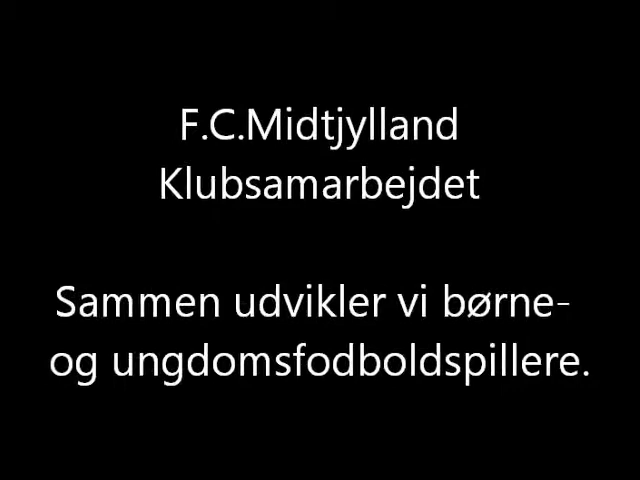 F.C.Midtjylland
Klubsamarbejdet
Sammen udvikler vi børne-
og ungdomsfodboldspillere.